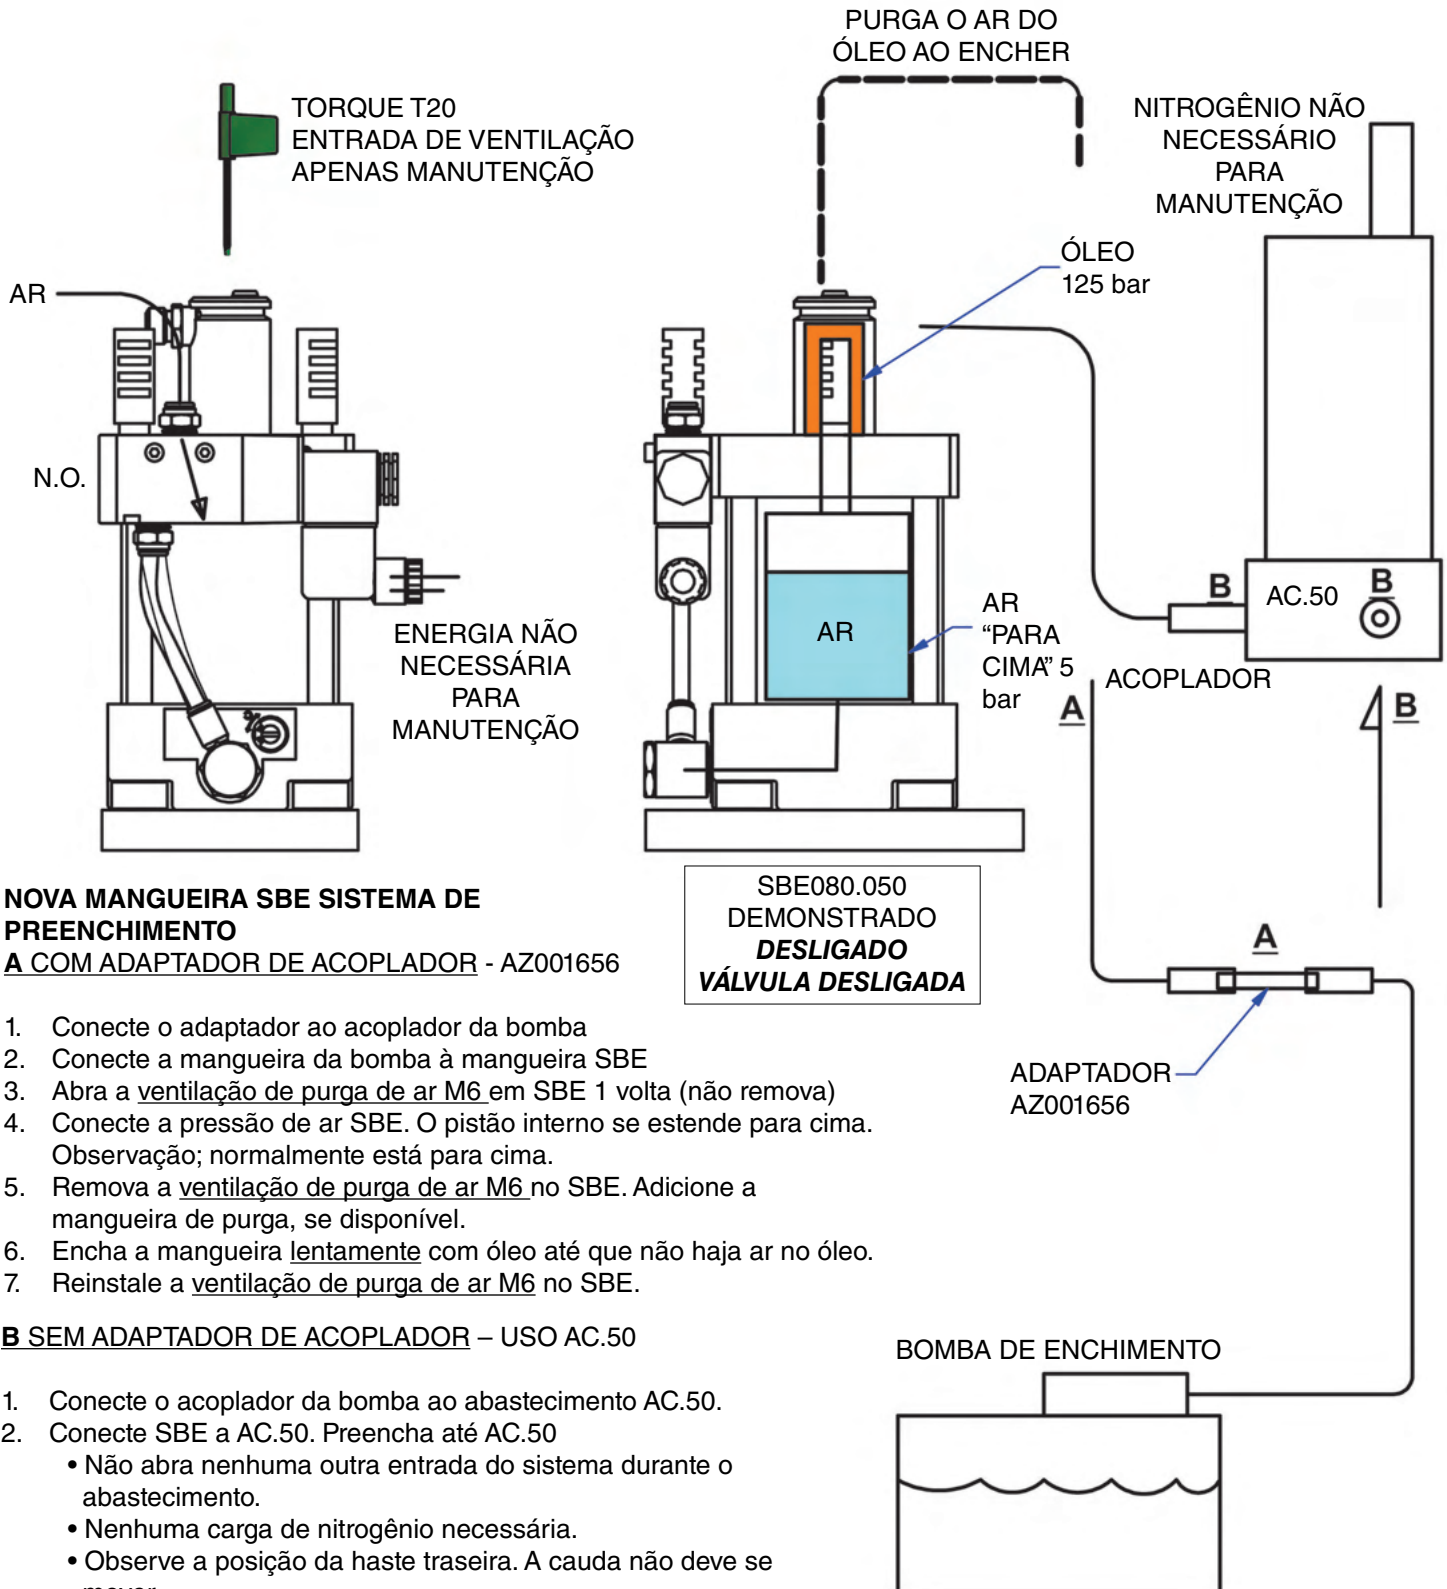 PURGA O AR DO
ÓLEO AO ENCHER
TORQUE T20
ENTRADA DE VENTILAÇÃO
APENAS MANUTENÇÃO
NITROGÊNIO NÃO
NECESSÁRIO
PARA
MANUTENÇÃO
ÓLEO
125 bar
AR
N.O.
ENERGIA NÃO
NECESSÁRIA
PARA
MANUTENÇÃO
AR
AR
“PARA
CIMA” 5
bar
B
AC.50
B
ACOPLADOR
A
B
SBE080.050
DEMONSTRADO
DESLIGADO
VÁLVULA DESLIGADA
A
ADAPTADOR
AZ001656
NOVA MANGUEIRA SBE SISTEMA DE
PREENCHIMENTO
A COM ADAPTADOR DE ACOPLADOR - AZ001656
1. Conecte o adaptador ao acoplador da bomba
2. Conecte a mangueira da bomba à mangueira SBE
3. Abra a ventilação de purga de ar M6 em SBE 1 volta (não remova)
4. Conecte a pressão de ar SBE. O pistão interno se estende para cima.
Observação; normalmente está para cima.
5. Remova a ventilação de purga de ar M6 no SBE. Adicione a
mangueira de purga, se disponível.
6. Encha a mangueira lentamente com óleo até que não haja ar no óleo.
7. Reinstale a ventilação de purga de ar M6 no SBE.
B SEM ADAPTADOR DE ACOPLADOR – USO AC.50
1. Conecte o acoplador da bomba ao abastecimento AC.50.
2. Conecte SBE a AC.50. Preencha até AC.50
• Não abra nenhuma outra entrada do sistema durante o
abastecimento.
• Nenhuma carga de nitrogênio necessária.
• Observe a posição da haste traseira. A cauda não deve se
BOMBA DE ENCHIMENTO